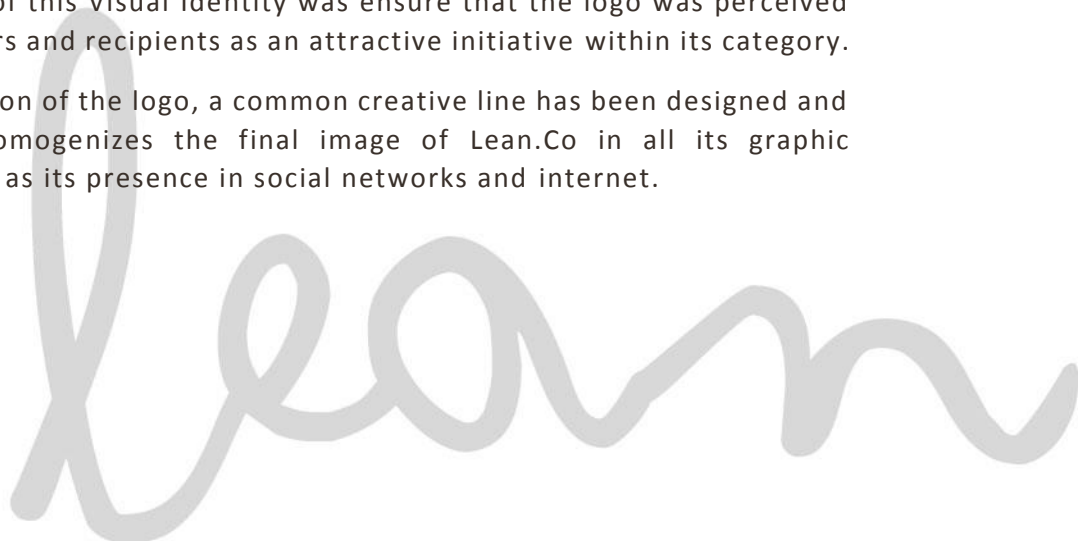 of this Visual Identity was ensure that the logo was perceived
rs and recipients as an attractive initiative within its category.
on of the logo, a common creative line has been designed and
omogenizes the final image of Lean.Co in all its graphic
as its presence in social networks and internet.
lean